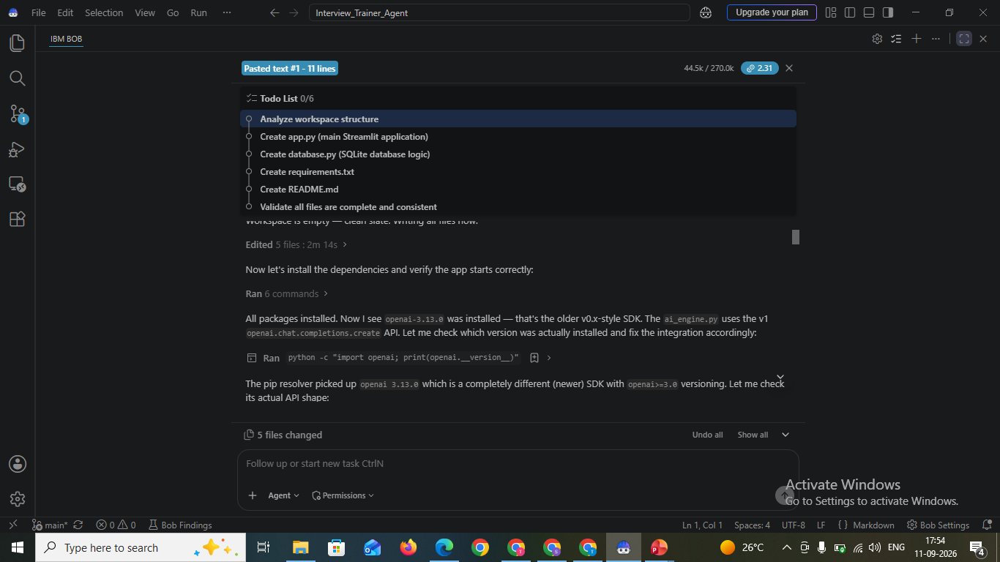 File Edit Selection View Go Run ··· Interview_Trainer_Agent Upgrade your plan
IBM BOB
Pasted text #1 - 11 lines 44.5k / 270.0k 2.31
Todo List 0/6
Analyze workspace structure
Create app.py (main Streamlit application)
Create database.py (SQLite database logic)
Create requirements.txt
Create README.md
Validate all files are complete and consistent
Workspace is empty — clean slate. Writing all files now.
Edited 5 files : 2m 14s >
Now let's install the dependencies and verify the app starts correctly:
Ran 6 commands >
All packages installed. Now I see openai-3.13.0 was installed — that's the older v0.x-style SDK. The ai_engine.py uses the v1
openai.chat.completions.create API. Let me check which version was actually installed and fix the integration accordingly:
Ran python -c "import openai; print(openai.__version__)"
The pip resolver picked up openai 3.13.0 which is a completely different (newer) SDK with openai>=3.0 versioning. Let me check
its actual API shape:
5 files changed Undo all Show all
Follow up or start new task CtrlN
Agent Permissions
Activate Windows
Go to Settings to activate Windows.
main* 0 0 Bob Findings Ln 1, Col 1 Spaces: 4 UTF-8 LF { } Markdown Bob Settings
Type here to search 26°C ENG 17:54
11-09-2026 4
1